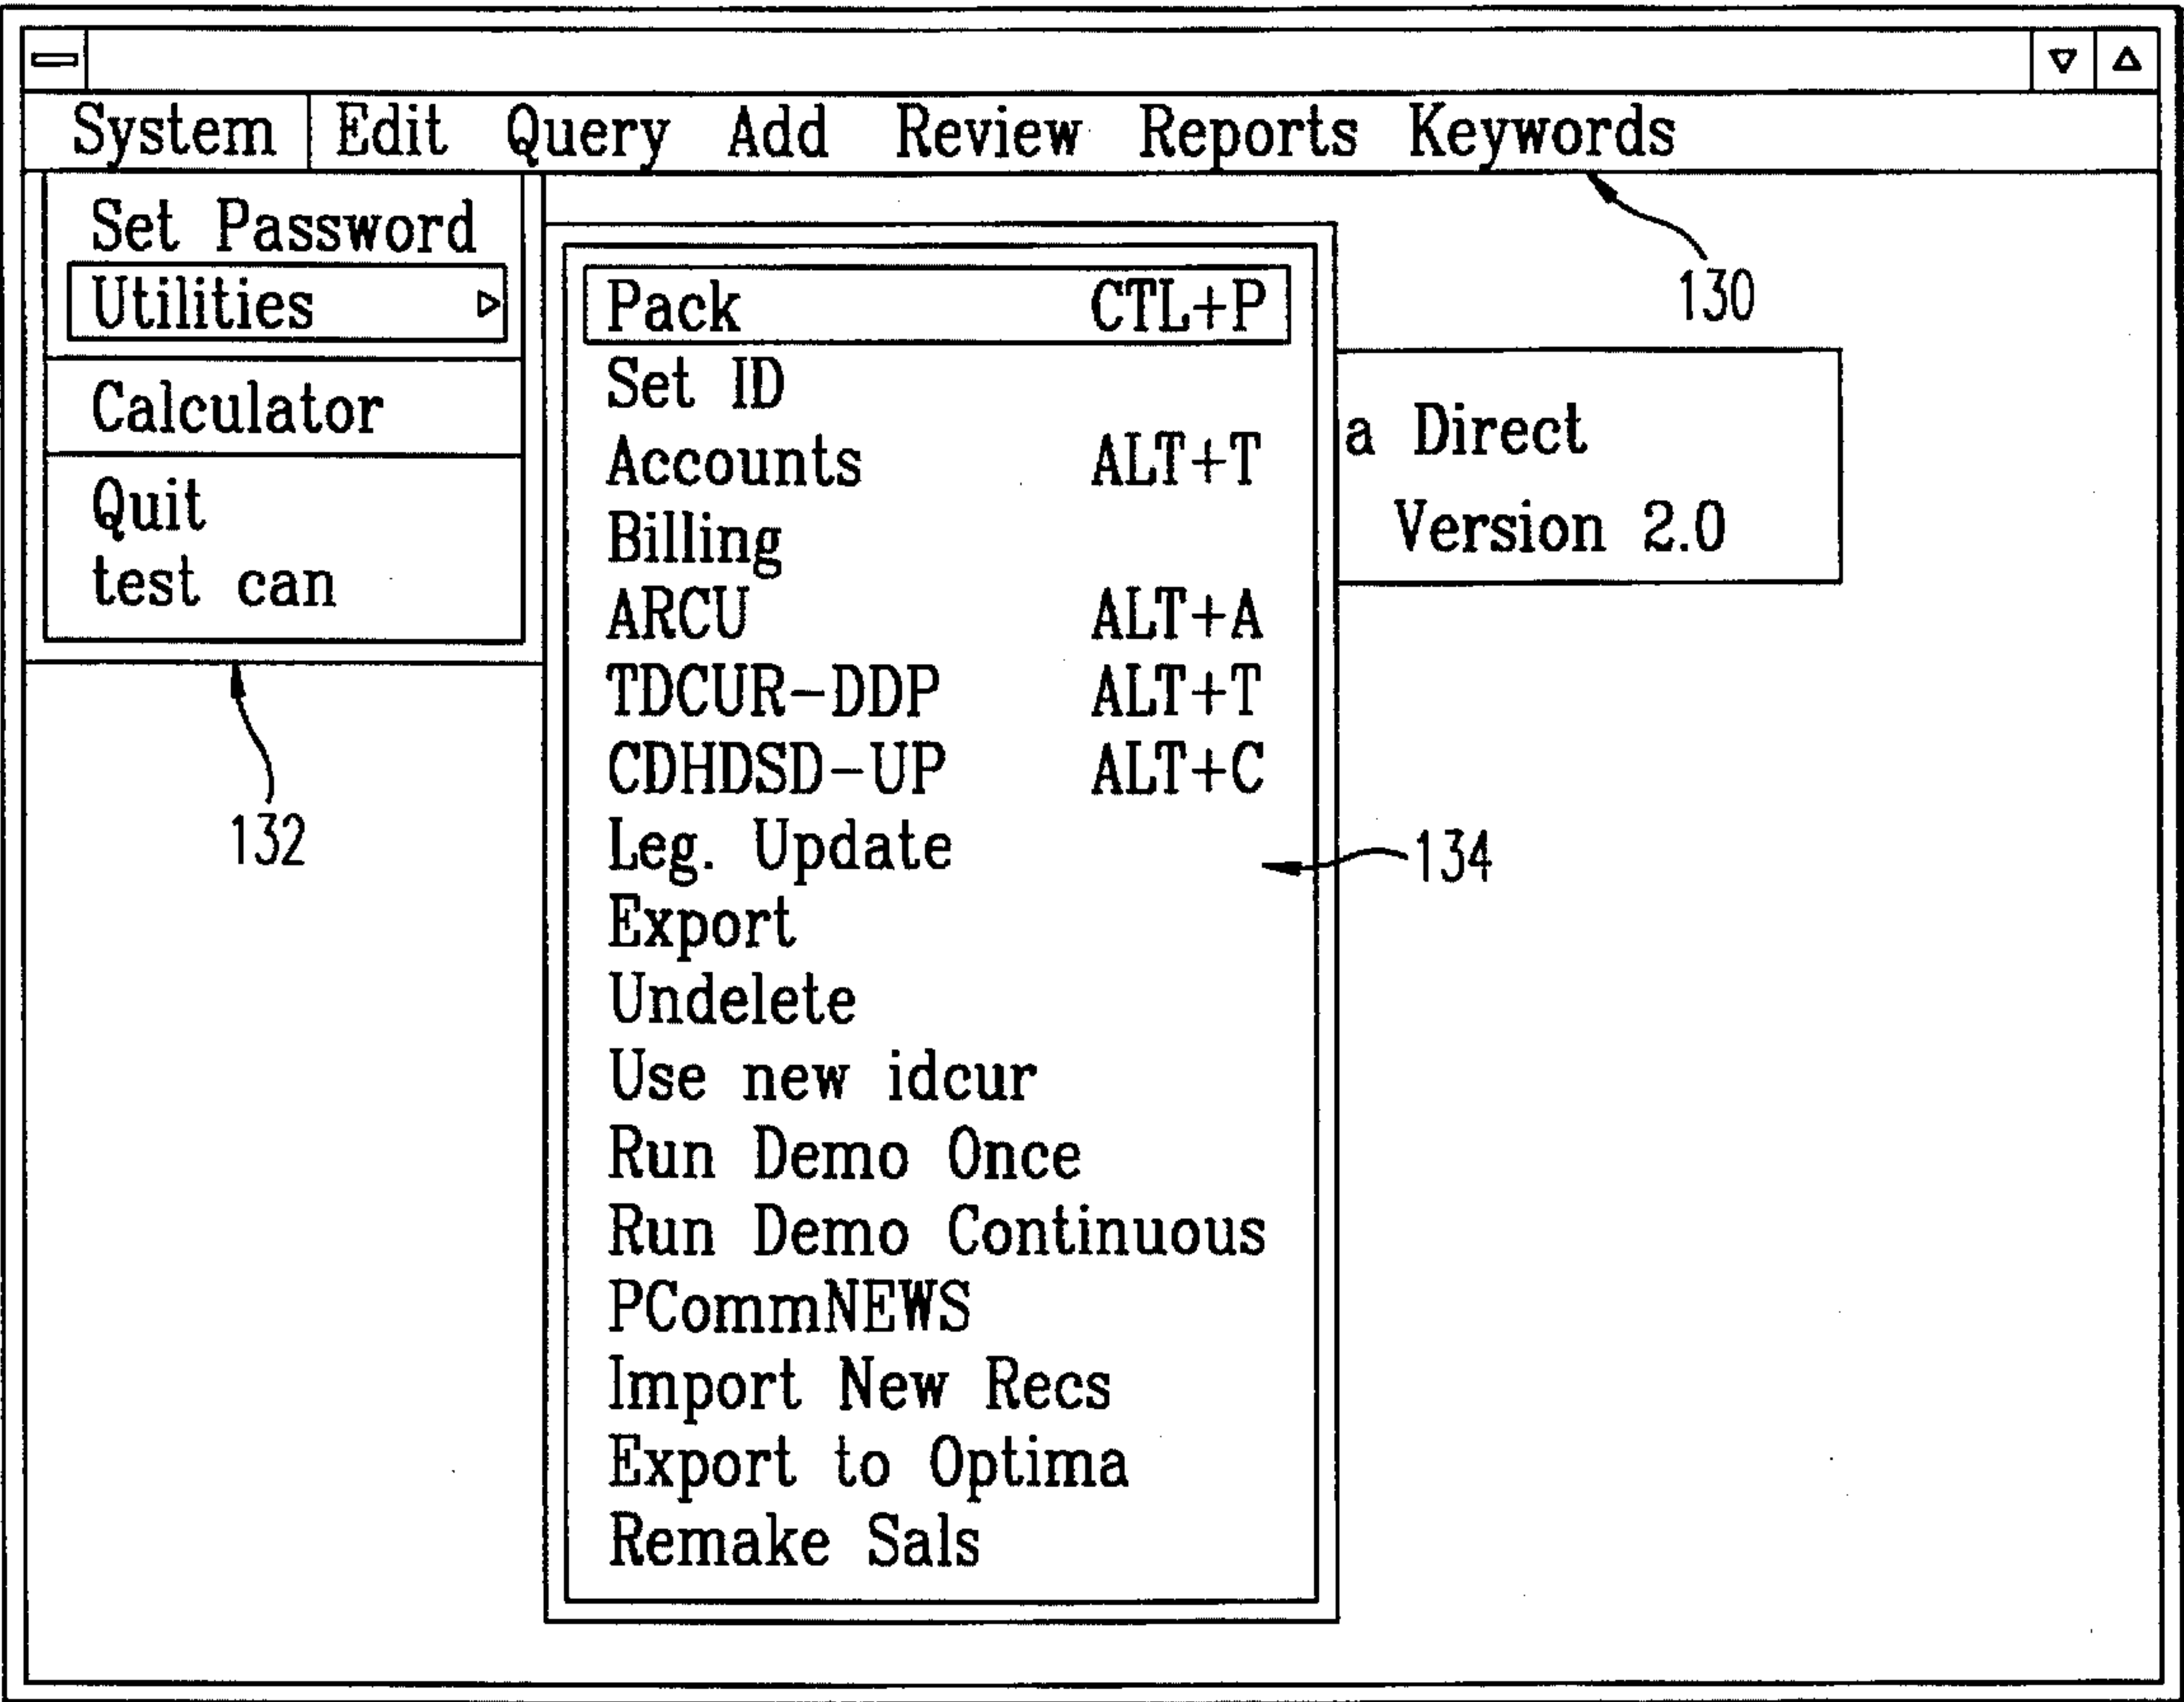 System Edit Query Add Review Reports Keywords
130
Set Password
Utilities
Calculator
Quit
test can
132
Pack CTL+P
Set ID
Accounts ALT+T
Billing
ARCU ALT+A
TDCUR-DDP ALT+T
CDHDSD-UP ALT+C
Leg. Update
Export
Undelete
Use new idcur
Run Demo Once
Run Demo Continuous
PCommNEWS
Import New Recs
Export to Optima
Remake Sals
134
a Direct
Version 2.0